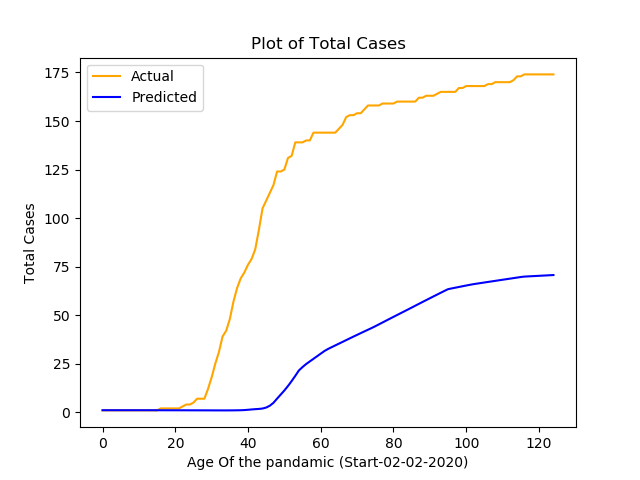 Plot of Total Cases
Actual
Predicted
175
150
125
100
75
50
25
0
Total Cases
0 20 40 60 80 100 120
Age Of the pandamic (Start-02-02-2020)